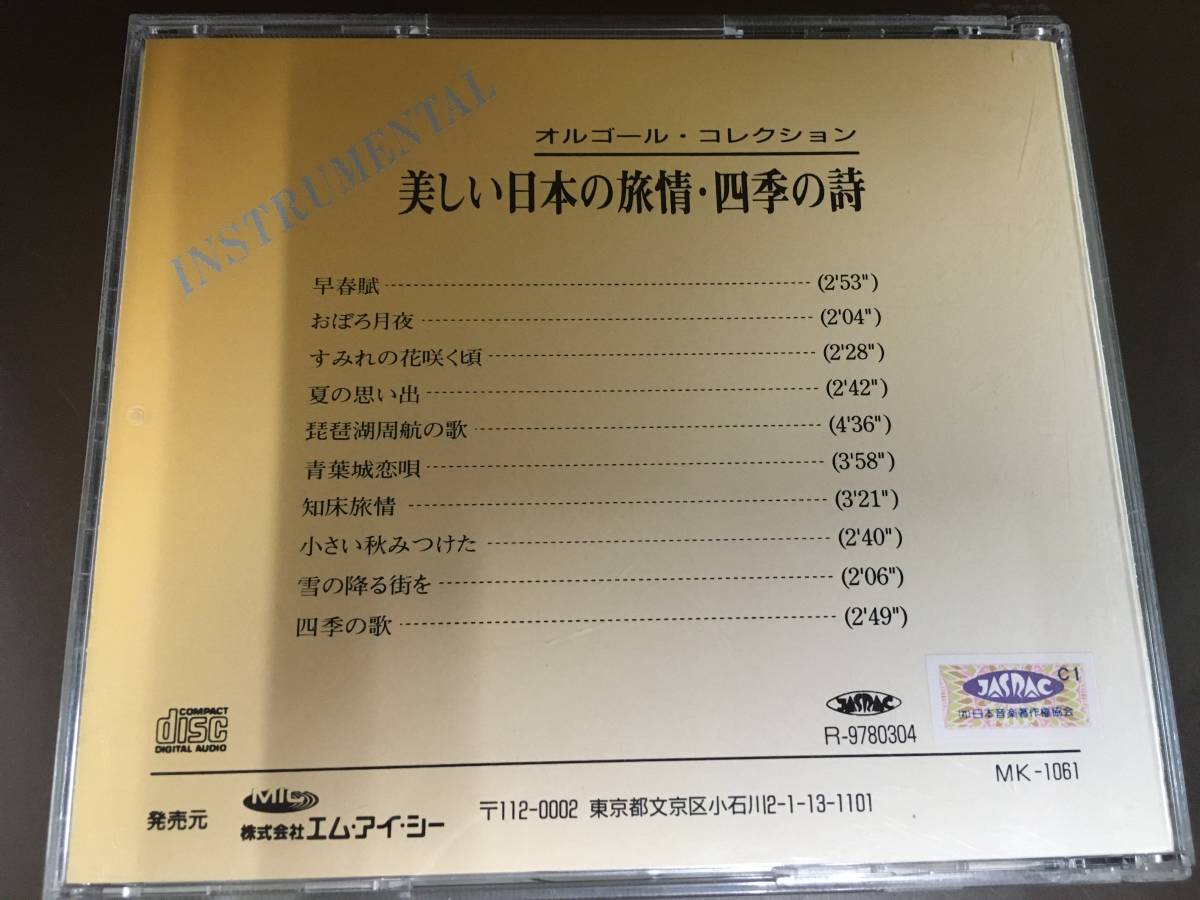 INSTRUMENTAL
オルゴール・コレクション
美しい日本の旅情・四季の詩
早春賦 (2'53")
おぼろ月夜 (2'04")
すみれの花咲く頃 (2'28")
夏の思い出 (2'42")
琵琶湖周航の歌 (4'36")
青葉城恋唄 (3'58")
知床旅情 (3'21")
小さい秋みつけた (2'40")
雪の降る街を (2'06")
四季の歌 (2'49")
COMPACT
disc
DIGITAL AUDIO
JASRAC
R-9780304
JASRAC C1
(社)日本音楽著作権協会
MK-1061
発売元
MIC
株式会社エム・アイ・シー
〒112-0002 東京都文京区小石川2-1-13-1101